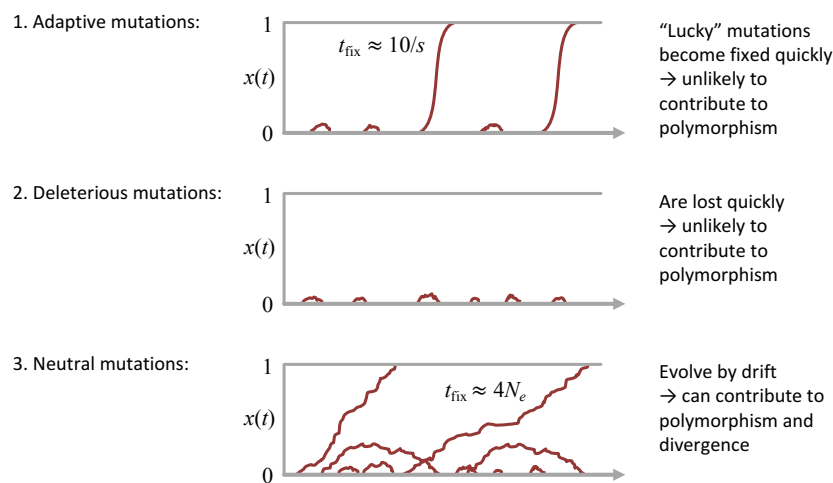 1. Adaptive mutations:
1
t_fix ≈ 10/s
x(t)
0
“Lucky” mutations
become fixed quickly
→ unlikely to
contribute to
polymorphism
2. Deleterious mutations:
1
x(t)
0
Are lost quickly
→ unlikely to
contribute to
polymorphism
3. Neutral mutations:
1
t_fix ≈ 4N_e
x(t)
0
Evolve by drift
→ can contribute to
polymorphism and
divergence